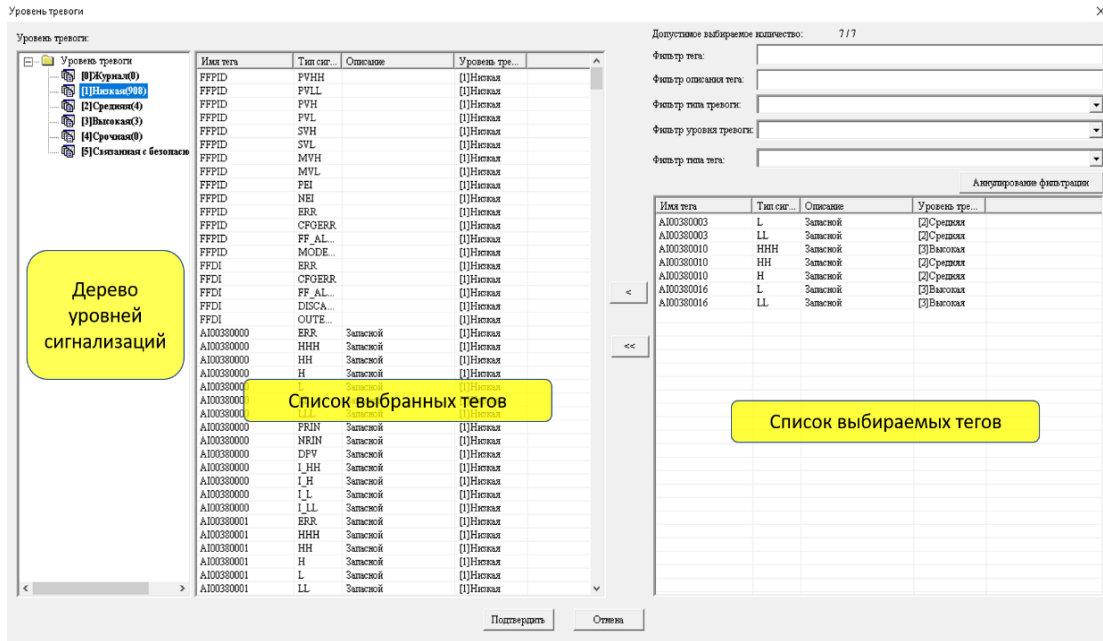 Уровень тревоги
Уровень тревоги:
Уровень тревоги
[0]Журнал(0)
[1]Низкая(908)
[2]Средняя(4)
[3]Высокая(3)
[4]Срочная(0)
[5]Связанная с безопасно
Дерево
уровней
сигнализаций
Имя тега Тип сиг... Описание Уровень тре...
FFPID PVHH [1]Низкая
FFPID PVLL [1]Низкая
FFPID PVH [1]Низкая
FFPID PVL [1]Низкая
FFPID SVH [1]Низкая
FFPID SVL [1]Низкая
FFPID MVH [1]Низкая
FFPID MVL [1]Низкая
FFPID PEI [1]Низкая
FFPID NEI [1]Низкая
FFPID ERR [1]Низкая
FFPID CFGERR [1]Низкая
FFPID FF_AL... [1]Низкая
FFPID MODE... [1]Низкая
FFDI ERR [1]Низкая
FFDI CFGERR [1]Низкая
FFDI FF_AL... [1]Низкая
FFDI DISCA... [1]Низкая
FFDI OUTE... [1]Низкая
AI00380000 ERR Запасной [1]Низкая
AI00380000 HHH Запасной [1]Низкая
AI00380000 HH Запасной [1]Низкая
AI00380000 H Запасной [1]Низкая
AI00380000 L Запасной [1]Низкая
AI00380000
AI00380000 LLL Запасной [1]Низкая
Список выбранных тегов
AI00380000 PRIN Запасной [1]Низкая
AI00380000 NRIN Запасной [1]Низкая
AI00380000 DPV Запасной [1]Низкая
AI00380000 I_HH Запасной [1]Низкая
AI00380000 I_H Запасной [1]Низкая
AI00380000 I_L Запасной [1]Низкая
AI00380000 I_LL Запасной [1]Низкая
AI00380001 ERR Запасной [1]Низкая
AI00380001 HHH Запасной [1]Низкая
AI00380001 HH Запасной [1]Низкая
AI00380001 H Запасной [1]Низкая
AI00380001 L Запасной [1]Низкая
AI00380001 LL Запасной [1]Низкая
<
<<
Допустимое выбираемое количество: 7 / 7
Фильтр тега:
Фильтр описания тега:
Фильтр типа тревоги:
Фильтр уровня тревоги:
Фильтр типа тега:
Аннулирование фильтрации
Имя тега Тип сиг... Описание Уровень тре...
AI00380003 L Запасной [2]Средняя
AI00380003 LL Запасной [2]Средняя
AI00380010 HHH Запасной [3]Высокая
AI00380010 HH Запасной [2]Средняя
AI00380010 H Запасной [2]Средняя
AI00380016 L Запасной [3]Высокая
AI00380016 LL Запасной [3]Высокая
Список выбираемых тегов
Подтвердить Отмена